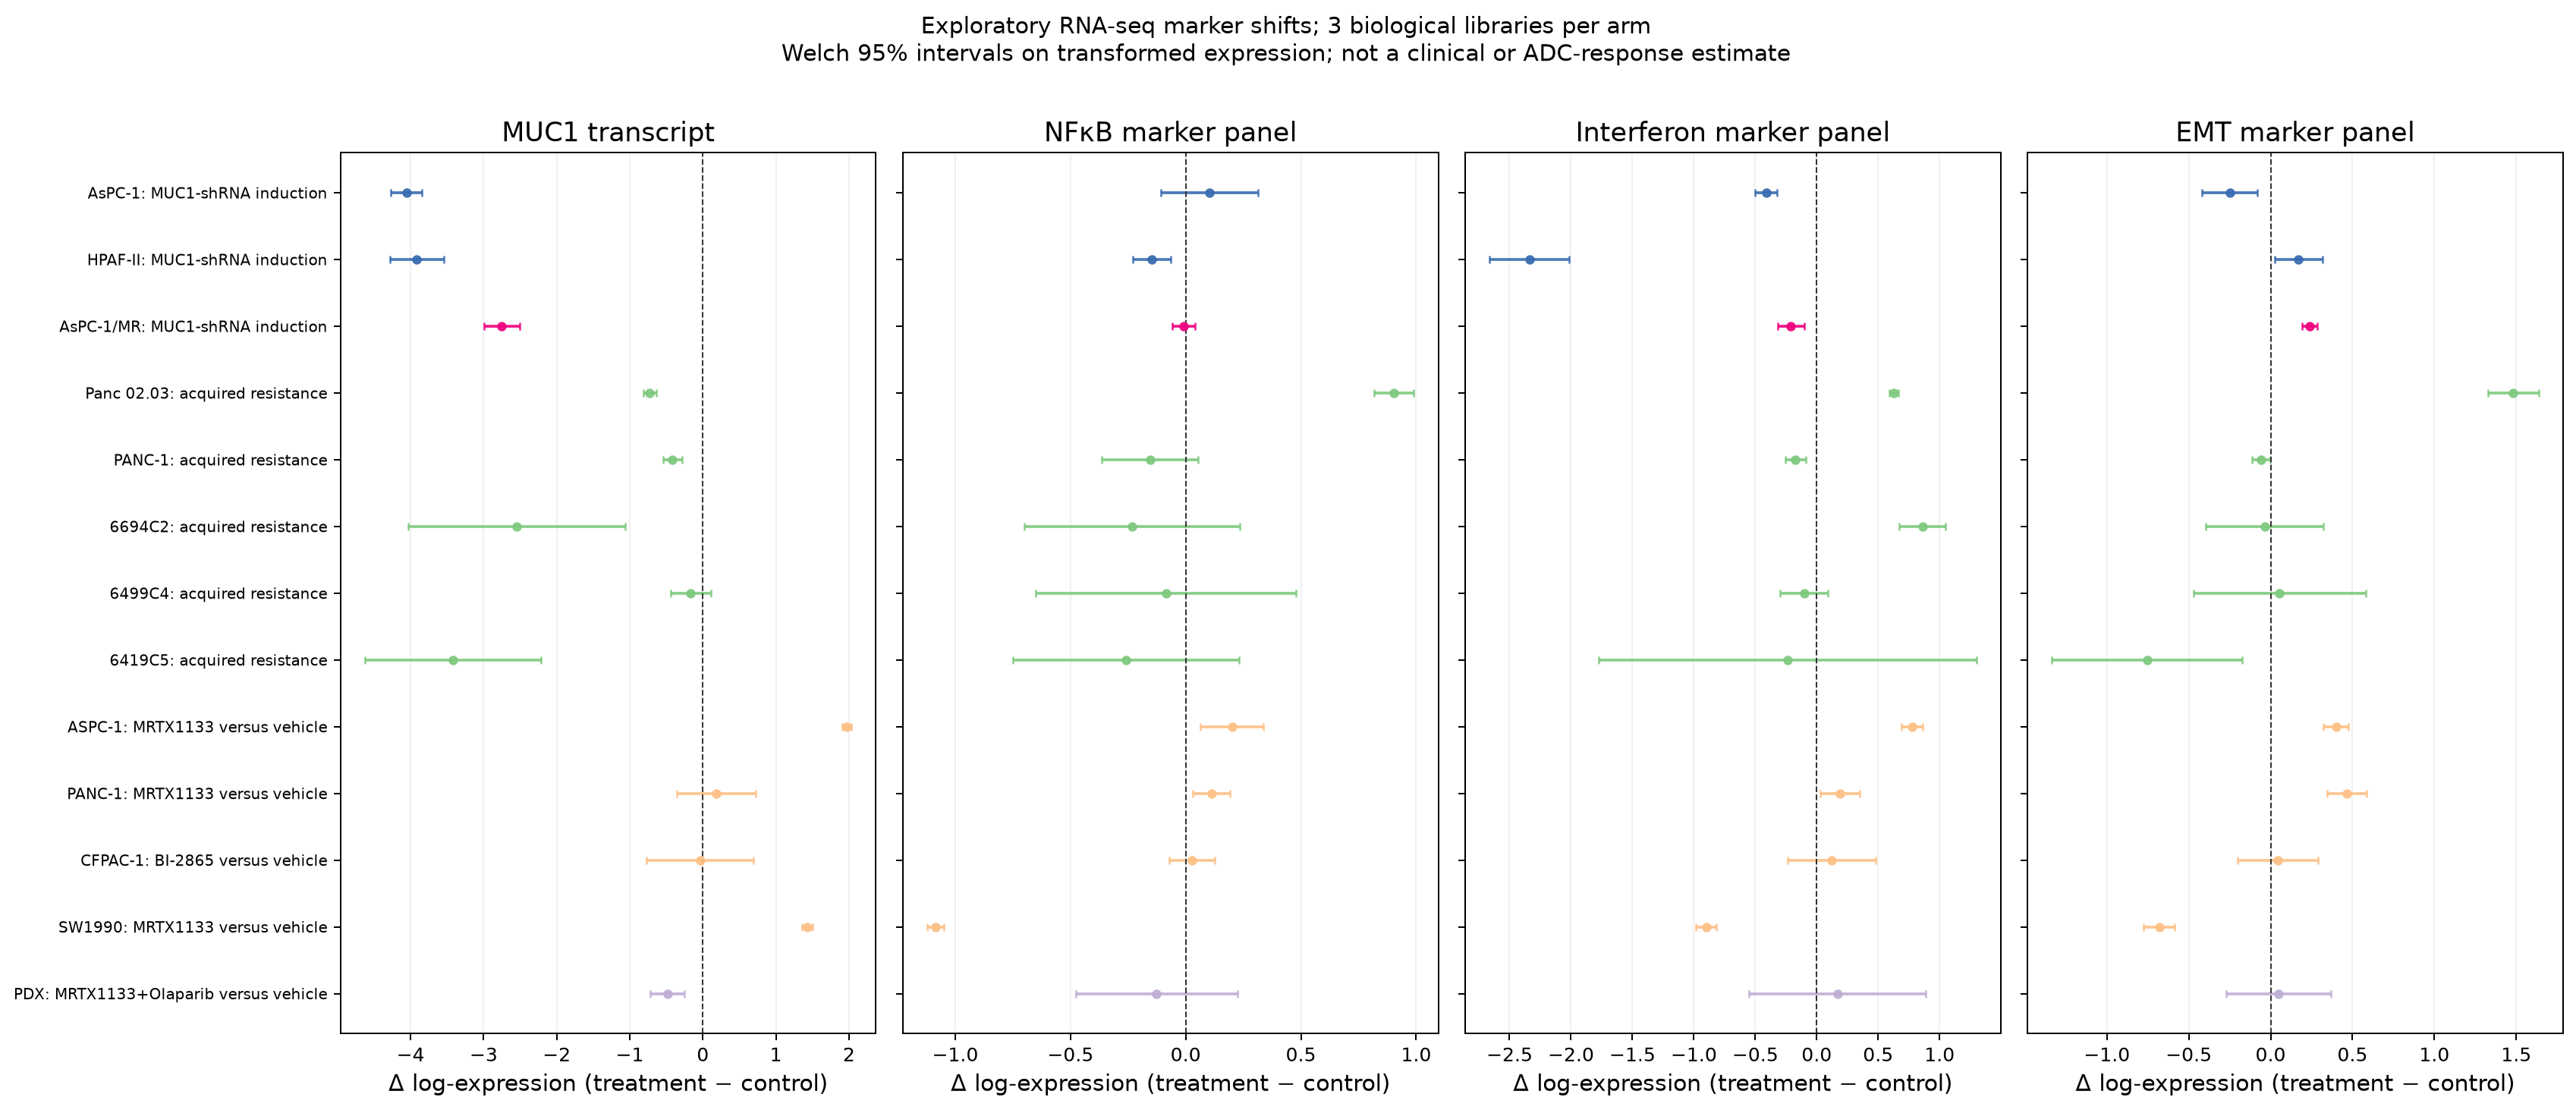 Exploratory RNA-seq marker shifts; 3 biological libraries per arm
Welch 95% intervals on transformed expression; not a clinical or ADC-response estimate
MUC1 transcript
NFκB marker panel
Interferon marker panel
EMT marker panel
AsPC-1: MUC1-shRNA induction
HPAF-II: MUC1-shRNA induction
AsPC-1/MR: MUC1-shRNA induction
Panc 02.03: acquired resistance
PANC-1: acquired resistance
6694C2: acquired resistance
6499C4: acquired resistance
6419C5: acquired resistance
ASPC-1: MRTX1133 versus vehicle
PANC-1: MRTX1133 versus vehicle
CFPAC-1: BI-2865 versus vehicle
SW1990: MRTX1133 versus vehicle
PDX: MRTX1133+Olaparib versus vehicle
−4 −3 −2 −1 0 1 2
−1.0 −0.5 0.0 0.5 1.0
−2.5 −2.0 −1.5 −1.0 −0.5 0.0 0.5 1.0
−1.0 −0.5 0.0 0.5 1.0 1.5
Δ log-expression (treatment − control)
Δ log-expression (treatment − control)
Δ log-expression (treatment − control)
Δ log-expression (treatment − control)